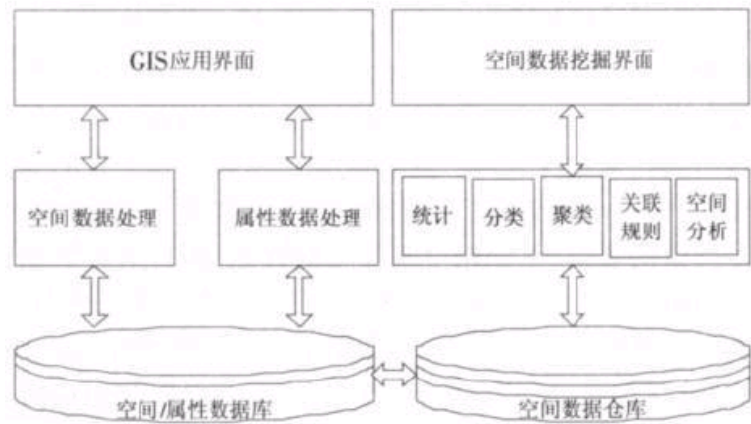 GIS应用界面
空间数据挖掘界面
空间数据处理
属性数据处理
统计
分类
聚类
关联
规则
空间
分析
空间/属性数据库
空间数据仓库